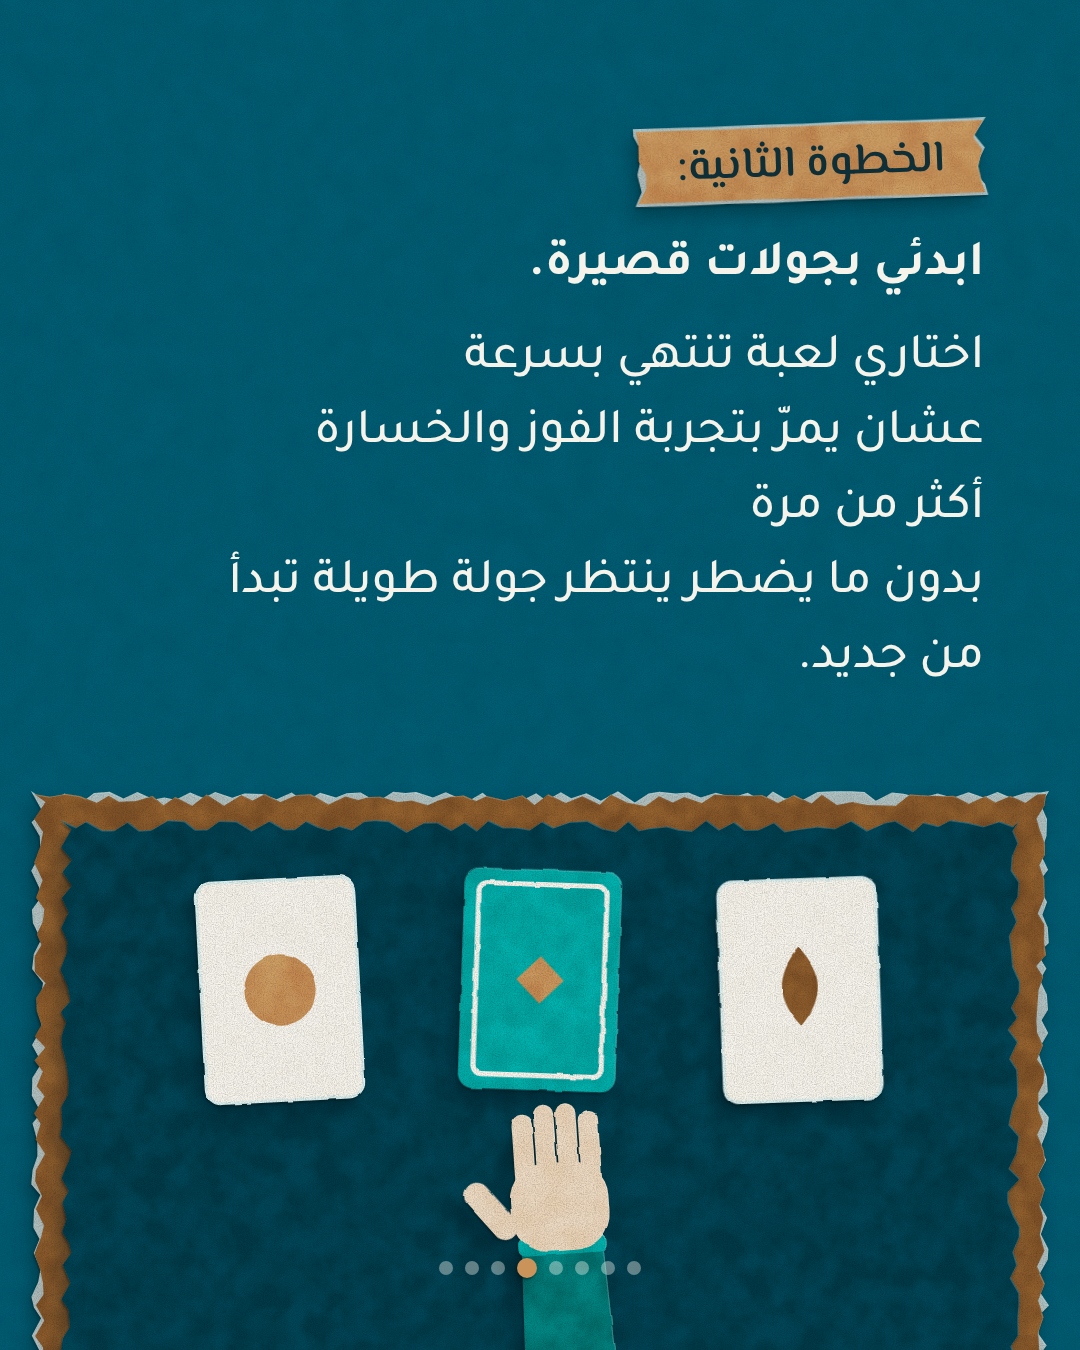 الخطوة الثانية:
ابدئي بجولات قصيرة.
اختاري لعبة تنتهي بسرعة
عشان يمرّ بتجربة الفوز والخسارة
أكثر من مرة
بدون ما يضطر ينتظر جولة طويلة تبدأ
من جديد.